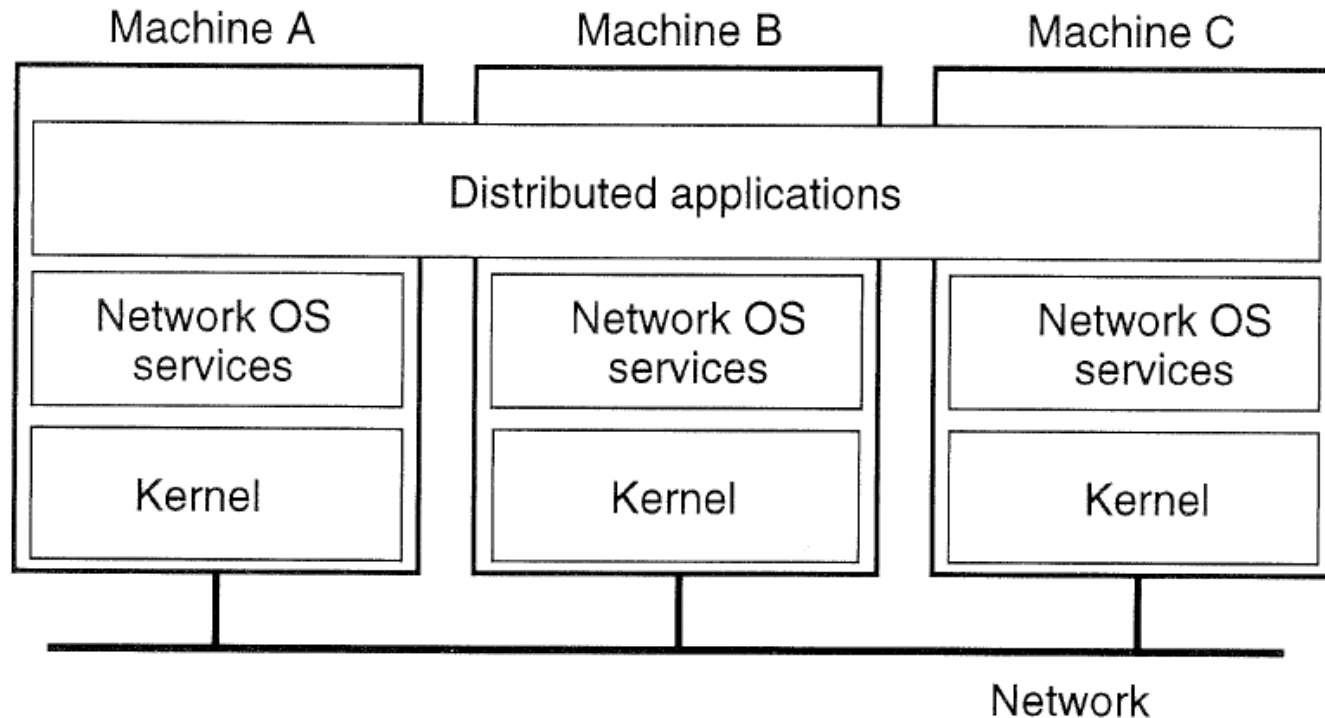 Machine A
Machine B
Machine C
Distributed applications
Network OS
services
Network OS
services
Network OS
services
Kernel
Kernel
Kernel
Network